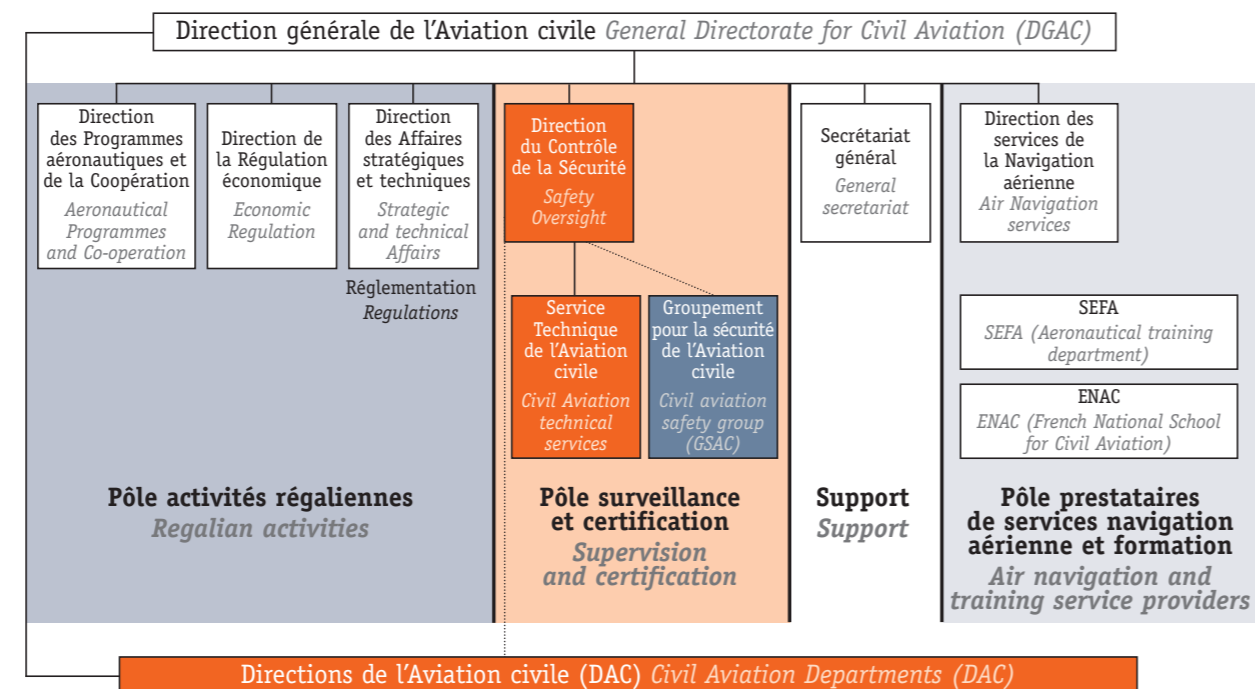 Direction générale de l'Aviation civile General Directorate for Civil Aviation (DGAC)
Direction
des Programmes
aéronautiques et
de la Coopération
Aeronautical
Programmes
and Co-operation
Direction de
la Régulation
économique
Economic
Regulation
Direction
des Affaires
stratégiques
et techniques
Strategic
and technical
Affairs
Réglementation
Regulations
Direction
du Contrôle
de la Sécurité
Safety
Oversight
Service
Technique
de l'Aviation
civile
Civil Aviation
technical
services
Groupement
pour la sécurité
de l'Aviation
civile
Civil aviation
safety group
(GSAC)
Secrétariat
général
General
secretariat
Direction des
services de
la Navigation
aérienne
Air Navigation
services
SEFA
SEFA (Aeronautical training
department)
ENAC
ENAC (French National School
for Civil Aviation)
Pôle activités régaliennes
Regalian activities
Pôle surveillance
et certification
Supervision
and certification
Support
Support
Pôle prestataires
de services navigation
aérienne et formation
Air navigation and
training service providers
Directions de l'Aviation civile (DAC) Civil Aviation Departments (DAC)